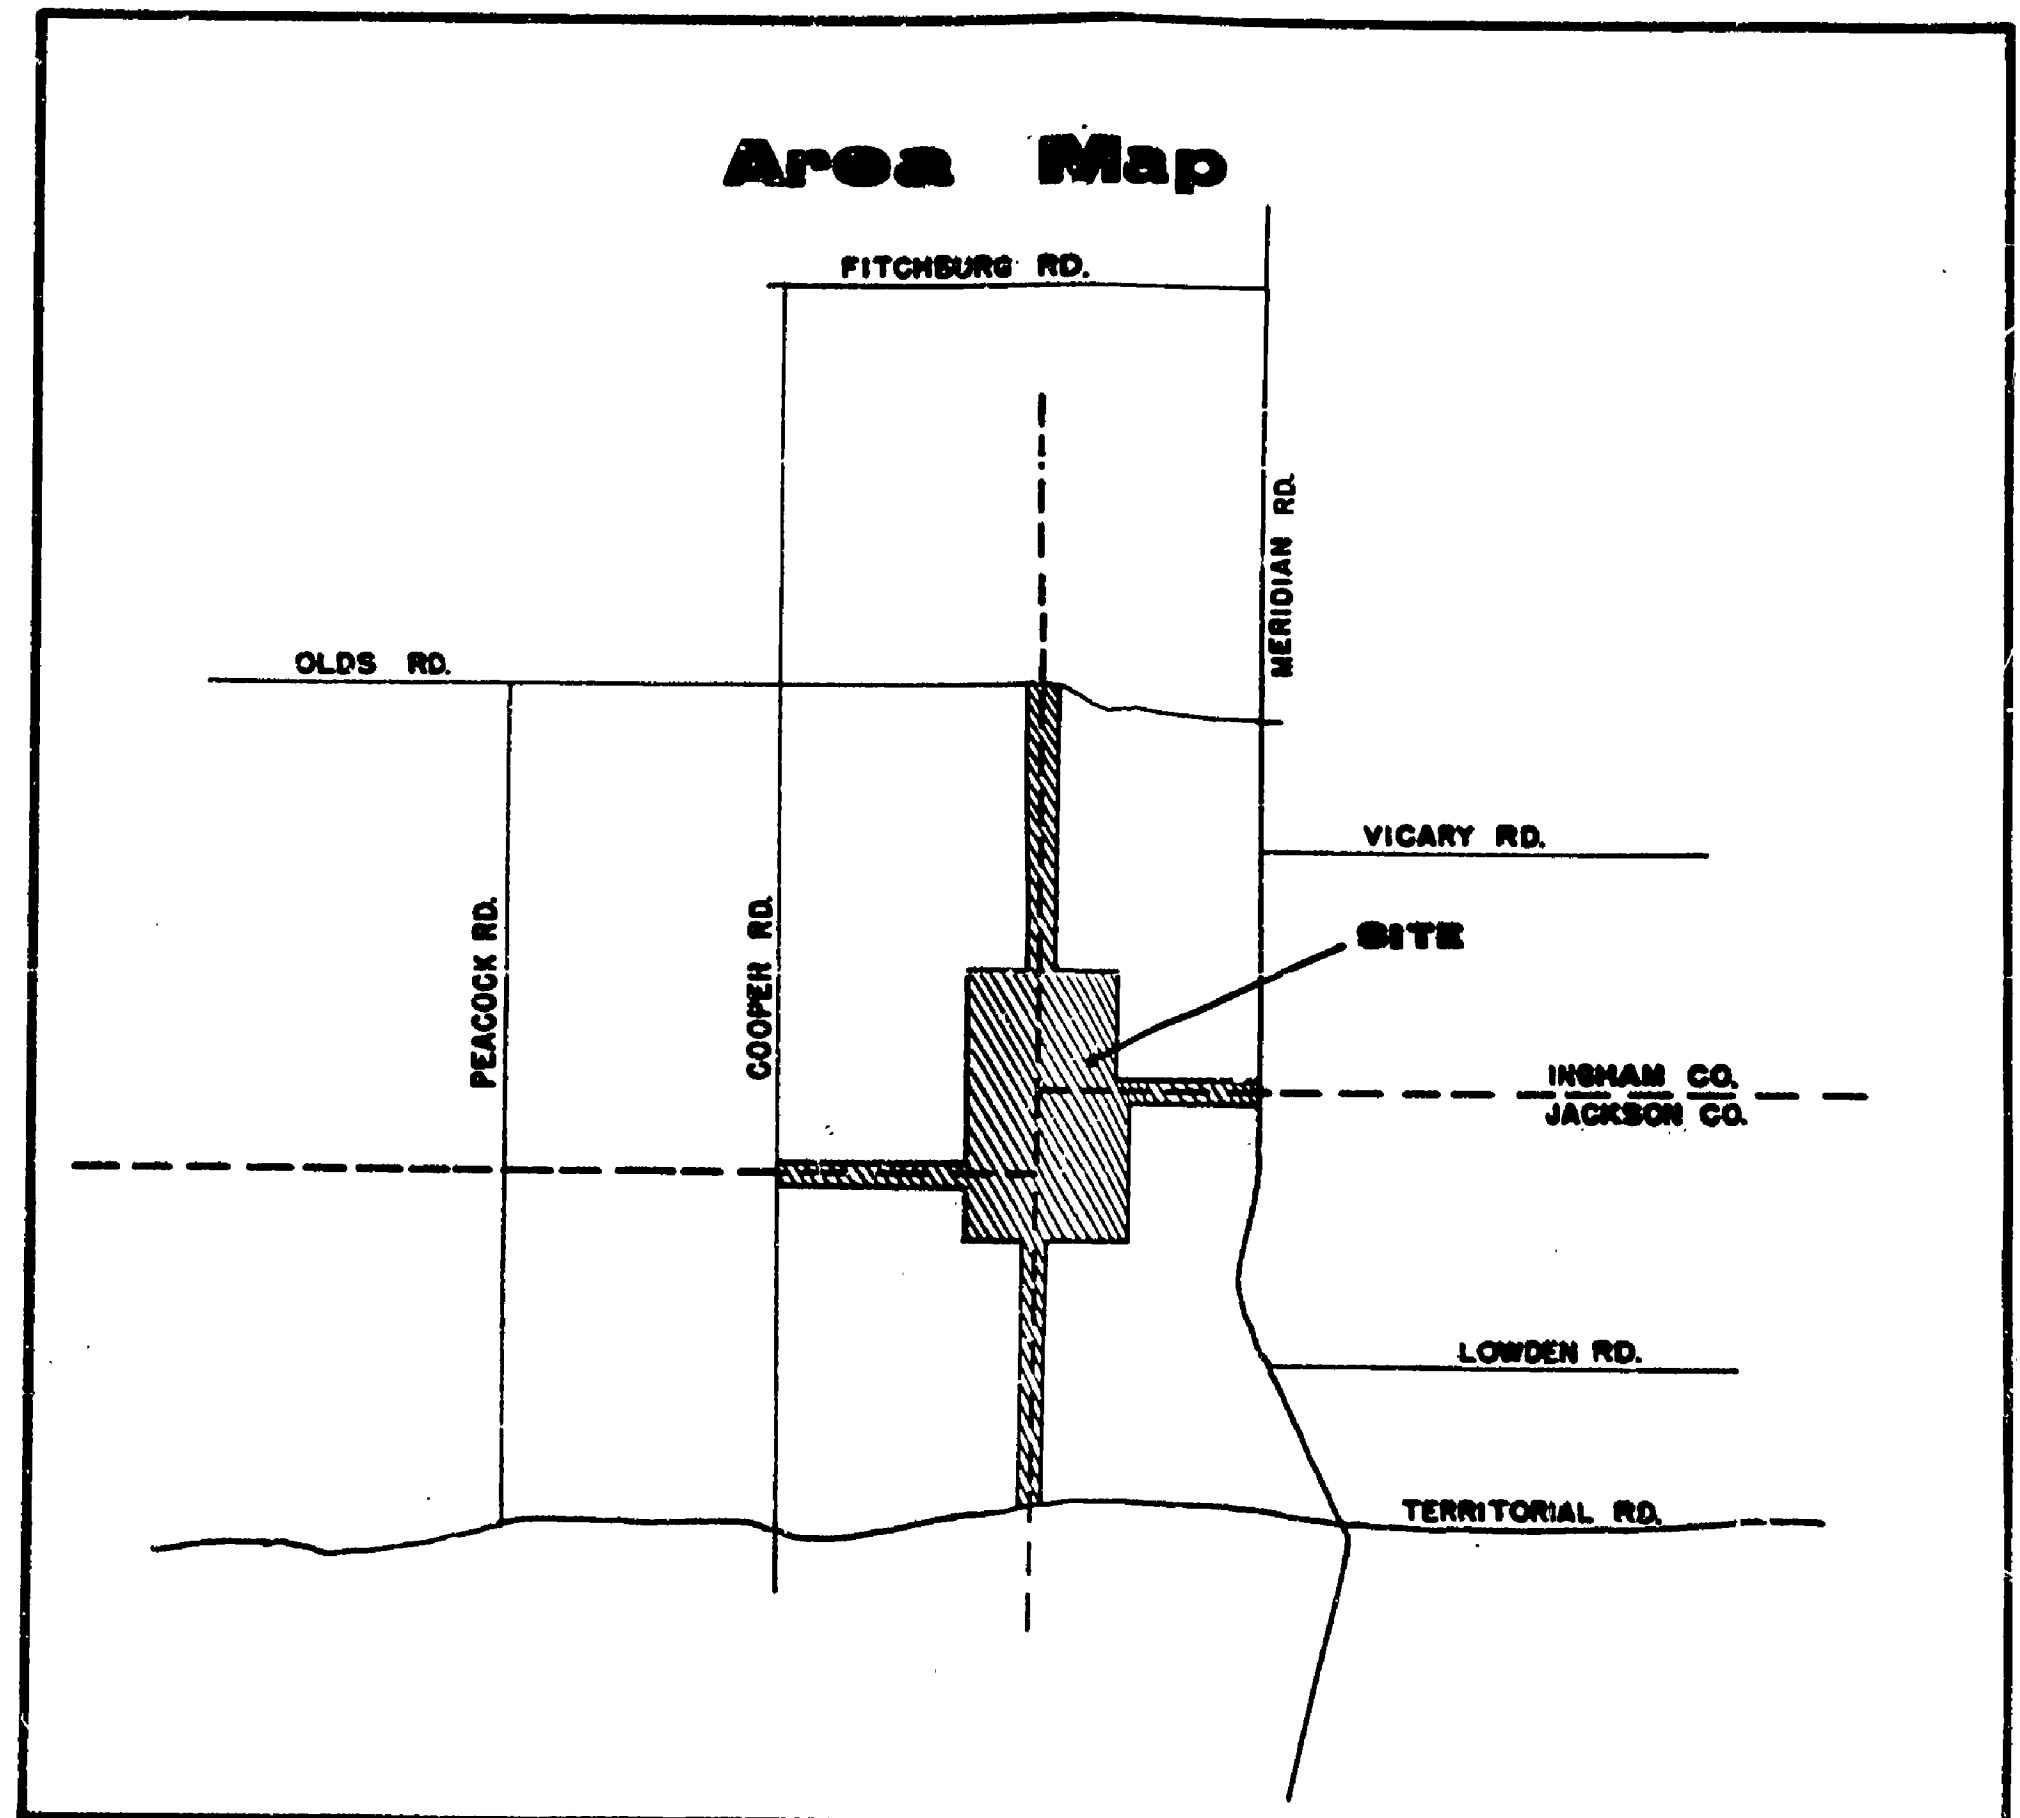 Area Map
FITCHBURG RD.
MERIDIAN RD.
OLDS RD.
VICARY RD.
PEACOCK RD.
COOPER RD.
SITE
INGHAM CO.
JACKSON CO.
LOWDEN RD.
TERRITORIAL RD.